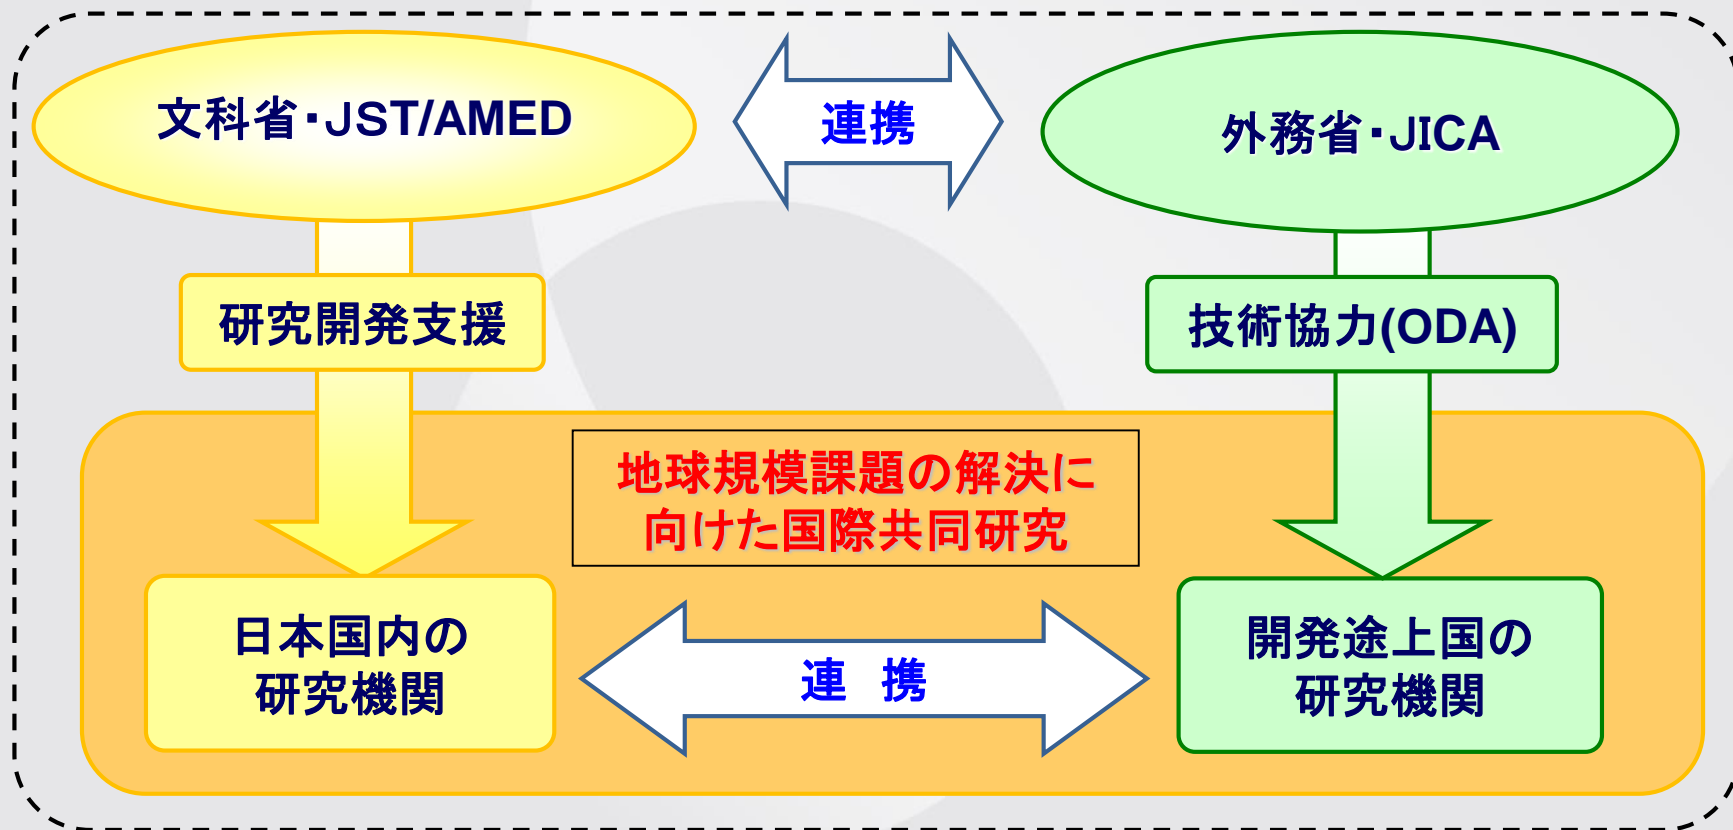 文科省・JST/AMED
連携
外務省・JICA
研究開発支援
技術協力(ODA)
地球規模課題の解決に
向けた国際共同研究
日本国内の
研究機関
連　携
開発途上国の
研究機関